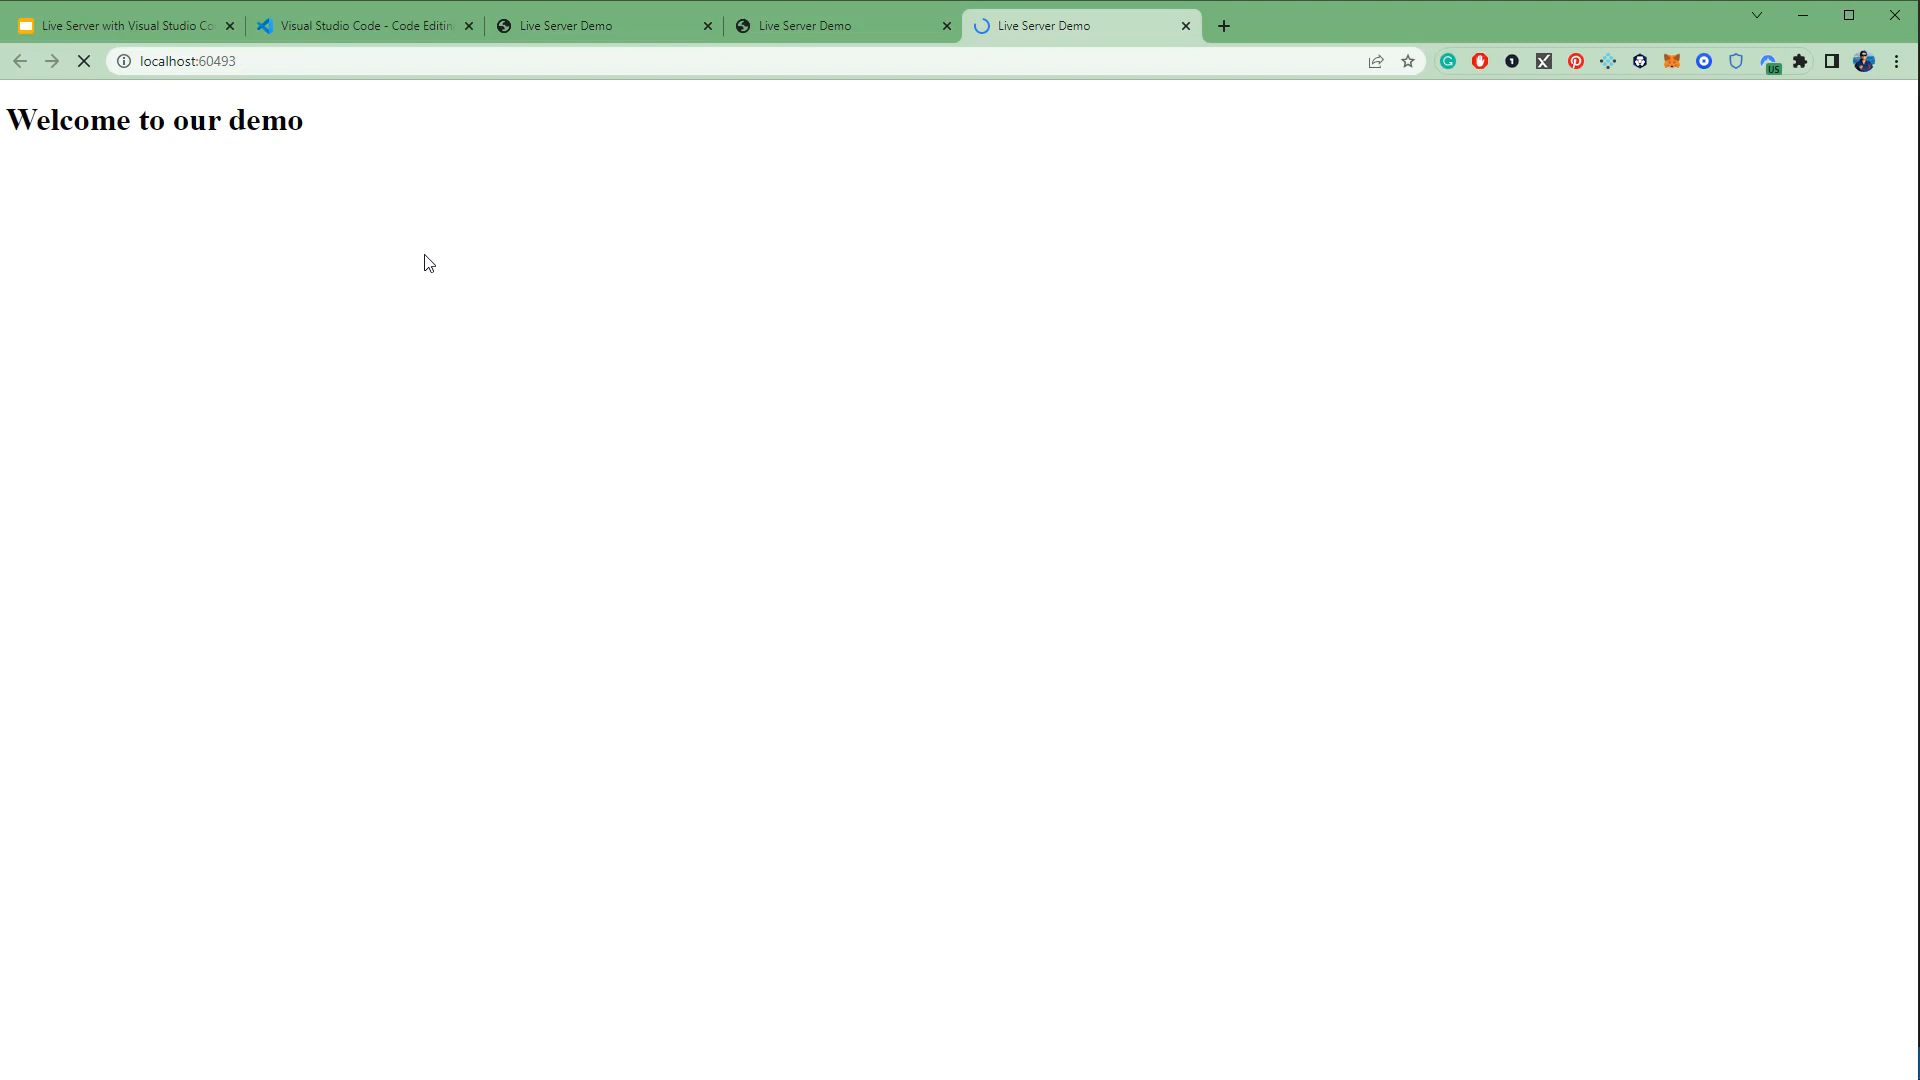 Live Server with Visual Studio Co
Visual Studio Code - Code Editin
Live Server Demo
Live Server Demo
Live Server Demo
localhost:60493
US
Welcome to our demo